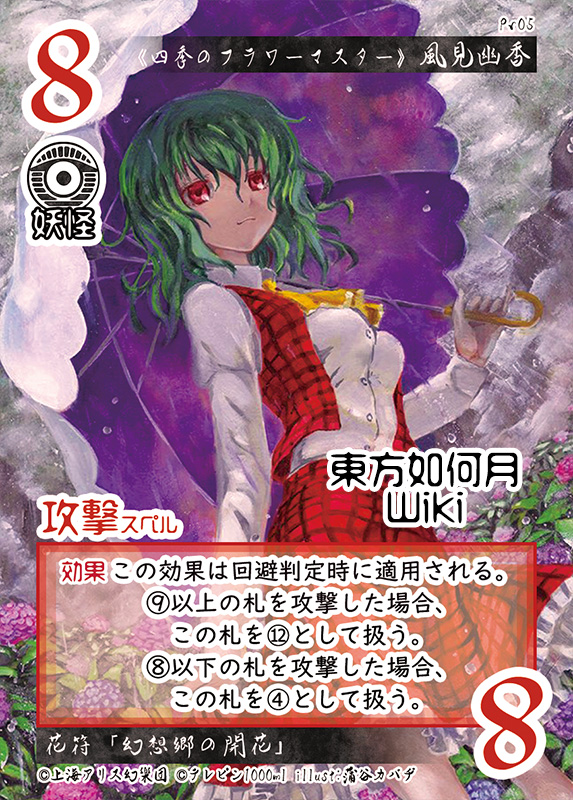 Pr05
8
《四季のフラワーマスター》 風見幽香
妖怪
東方如何月
Wiki
攻撃スペル
効果 この効果は回避判定時に適用される。
⑨以上の札を攻撃した場合、
この札を⑫として扱う。
⑧以下の札を攻撃した場合、
この札を④として扱う。
8
花符「幻想郷の開花」
©上海アリス幻樂団 ©テレピン1000ml illust:蒲谷カバヂ